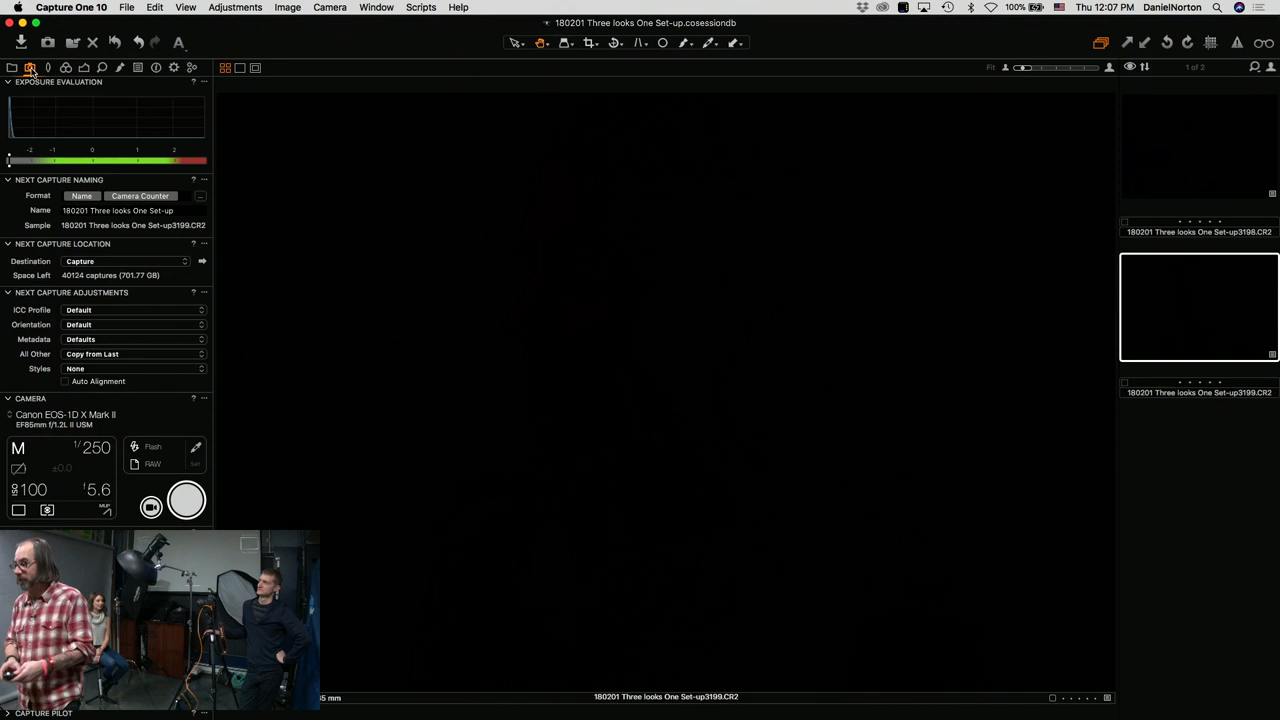 Capture One 10 File Edit View Adjustments Image Camera Window Scripts Help 100% Thu 12:07 PM DanielNorton
180201 Three looks One Set-up.cosessiondb
Fit 1 of 2
EXPOSURE EVALUATION ? ...
-2 -1 0 1 2
NEXT CAPTURE NAMING ? ...
Format Name Camera Counter ...
Name 180201 Three looks One Set-up
Sample 180201 Three looks One Set-up3199.CR2
180201 Three looks One Set-up3198.CR2
NEXT CAPTURE LOCATION ? ...
Destination Capture
Space Left 40124 captures (701.77 GB)
NEXT CAPTURE ADJUSTMENTS ? ...
ICC Profile Default
Orientation Default
Metadata Defaults
All Other Copy from Last
Styles None
Auto Alignment
180201 Three looks One Set-up3199.CR2
CAMERA ? ...
Canon EOS-1D X Mark II
EF85mm f/1.2L II USM
M 1/250 Flash
±0.0 RAW Set
ISO 100 f5.6
MUP
180201 Three looks One Set-up3199.CR2
CAPTURE PILOT ? ...